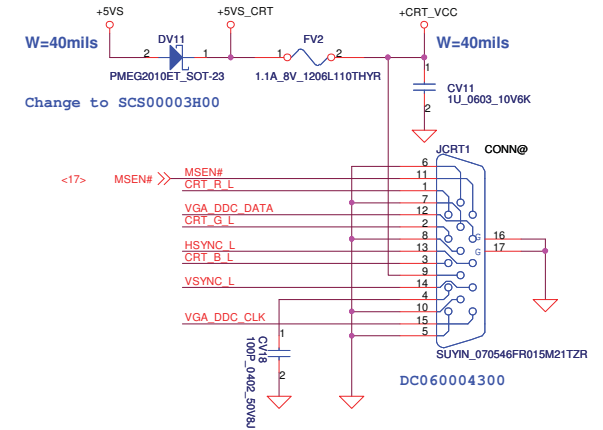 +5VS +5VS_CRT +CRT_VCC
W=40mils DV11 FV2 W=40mils
2 1 1 2
PMEG2010ET_SOT-23 1.1A_8V_1206L110THYR
1
CV11
1U_0603_10V6K
2
Change to SCS00003H00
JCRT1 CONN@
6
<17> MSEN# MSEN# 11
CRT_R_L 1
7
VGA_DDC_DATA 12
CRT_G_L 2
8 G 16
HSYNC_L 13 G 17
CRT_B_L 3
9
VSYNC_L 14
4
10
VGA_DDC_CLK 15
5
1
CV18
100P_0402_50V8J
2
SUYIN_070546FR015M21TZR
DC060004300